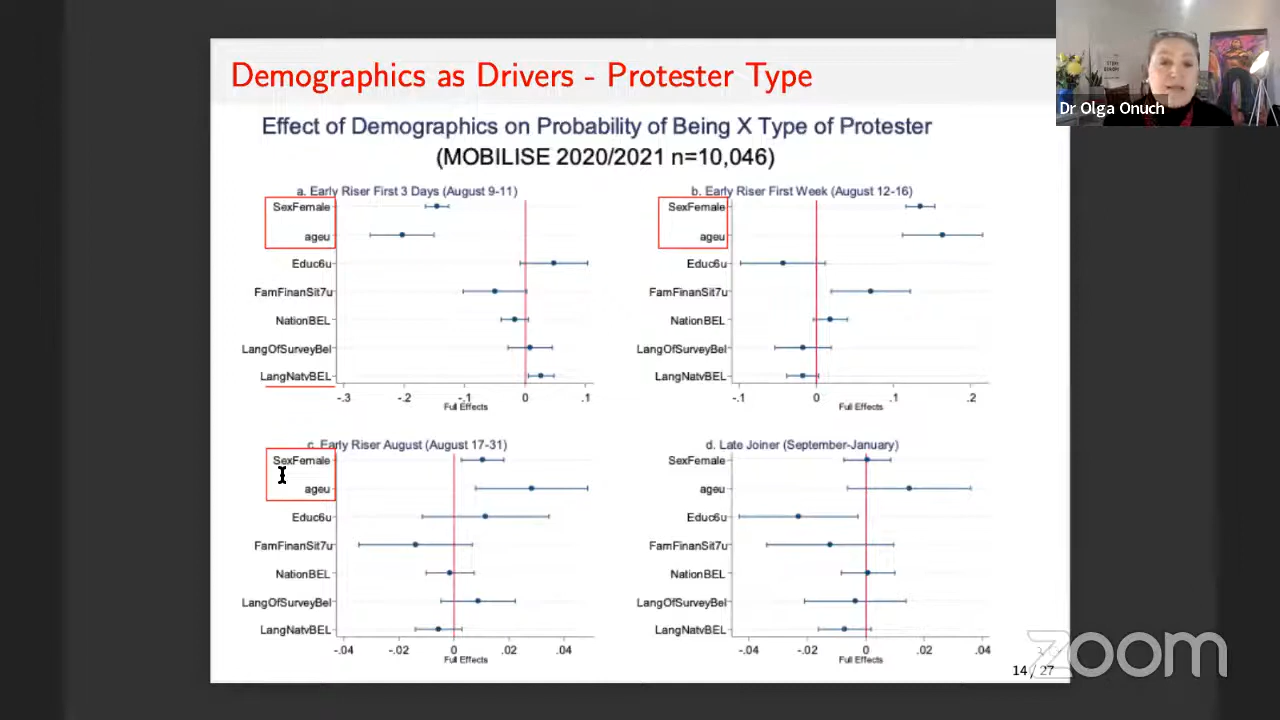 Demographics as Drivers - Protester Type
Dr Olga Onuch
Effect of Demographics on Probability of Being X Type of Protester
(MOBILISE 2020/2021 n=10,046)
a. Early Riser First 3 Days (August 9-11)
SexFemale
ageu
Educ6u
FamFinanSit7u
NationBEL
LangOfSurveyBel
LangNatvBEL
-.3 -.2 -.1 0 .1
Full Effects
b. Early Riser First Week (August 12-16)
SexFemale
ageu
Educ6u
FamFinanSit7u
NationBEL
LangOfSurveyBel
LangNatvBEL
-.1 0 .1 .2
Full Effects
c. Early Riser August (August 17-31)
SexFemale
ageu
Educ6u
FamFinanSit7u
NationBEL
LangOfSurveyBel
LangNatvBEL
-.04 -.02 0 .02 .04
Full Effects
d. Late Joiner (September-January)
SexFemale
ageu
Educ6u
FamFinanSit7u
NationBEL
LangOfSurveyBel
LangNatvBEL
-.04 -.02 0 .02 .04
Full Effects
14 / 27
zoom